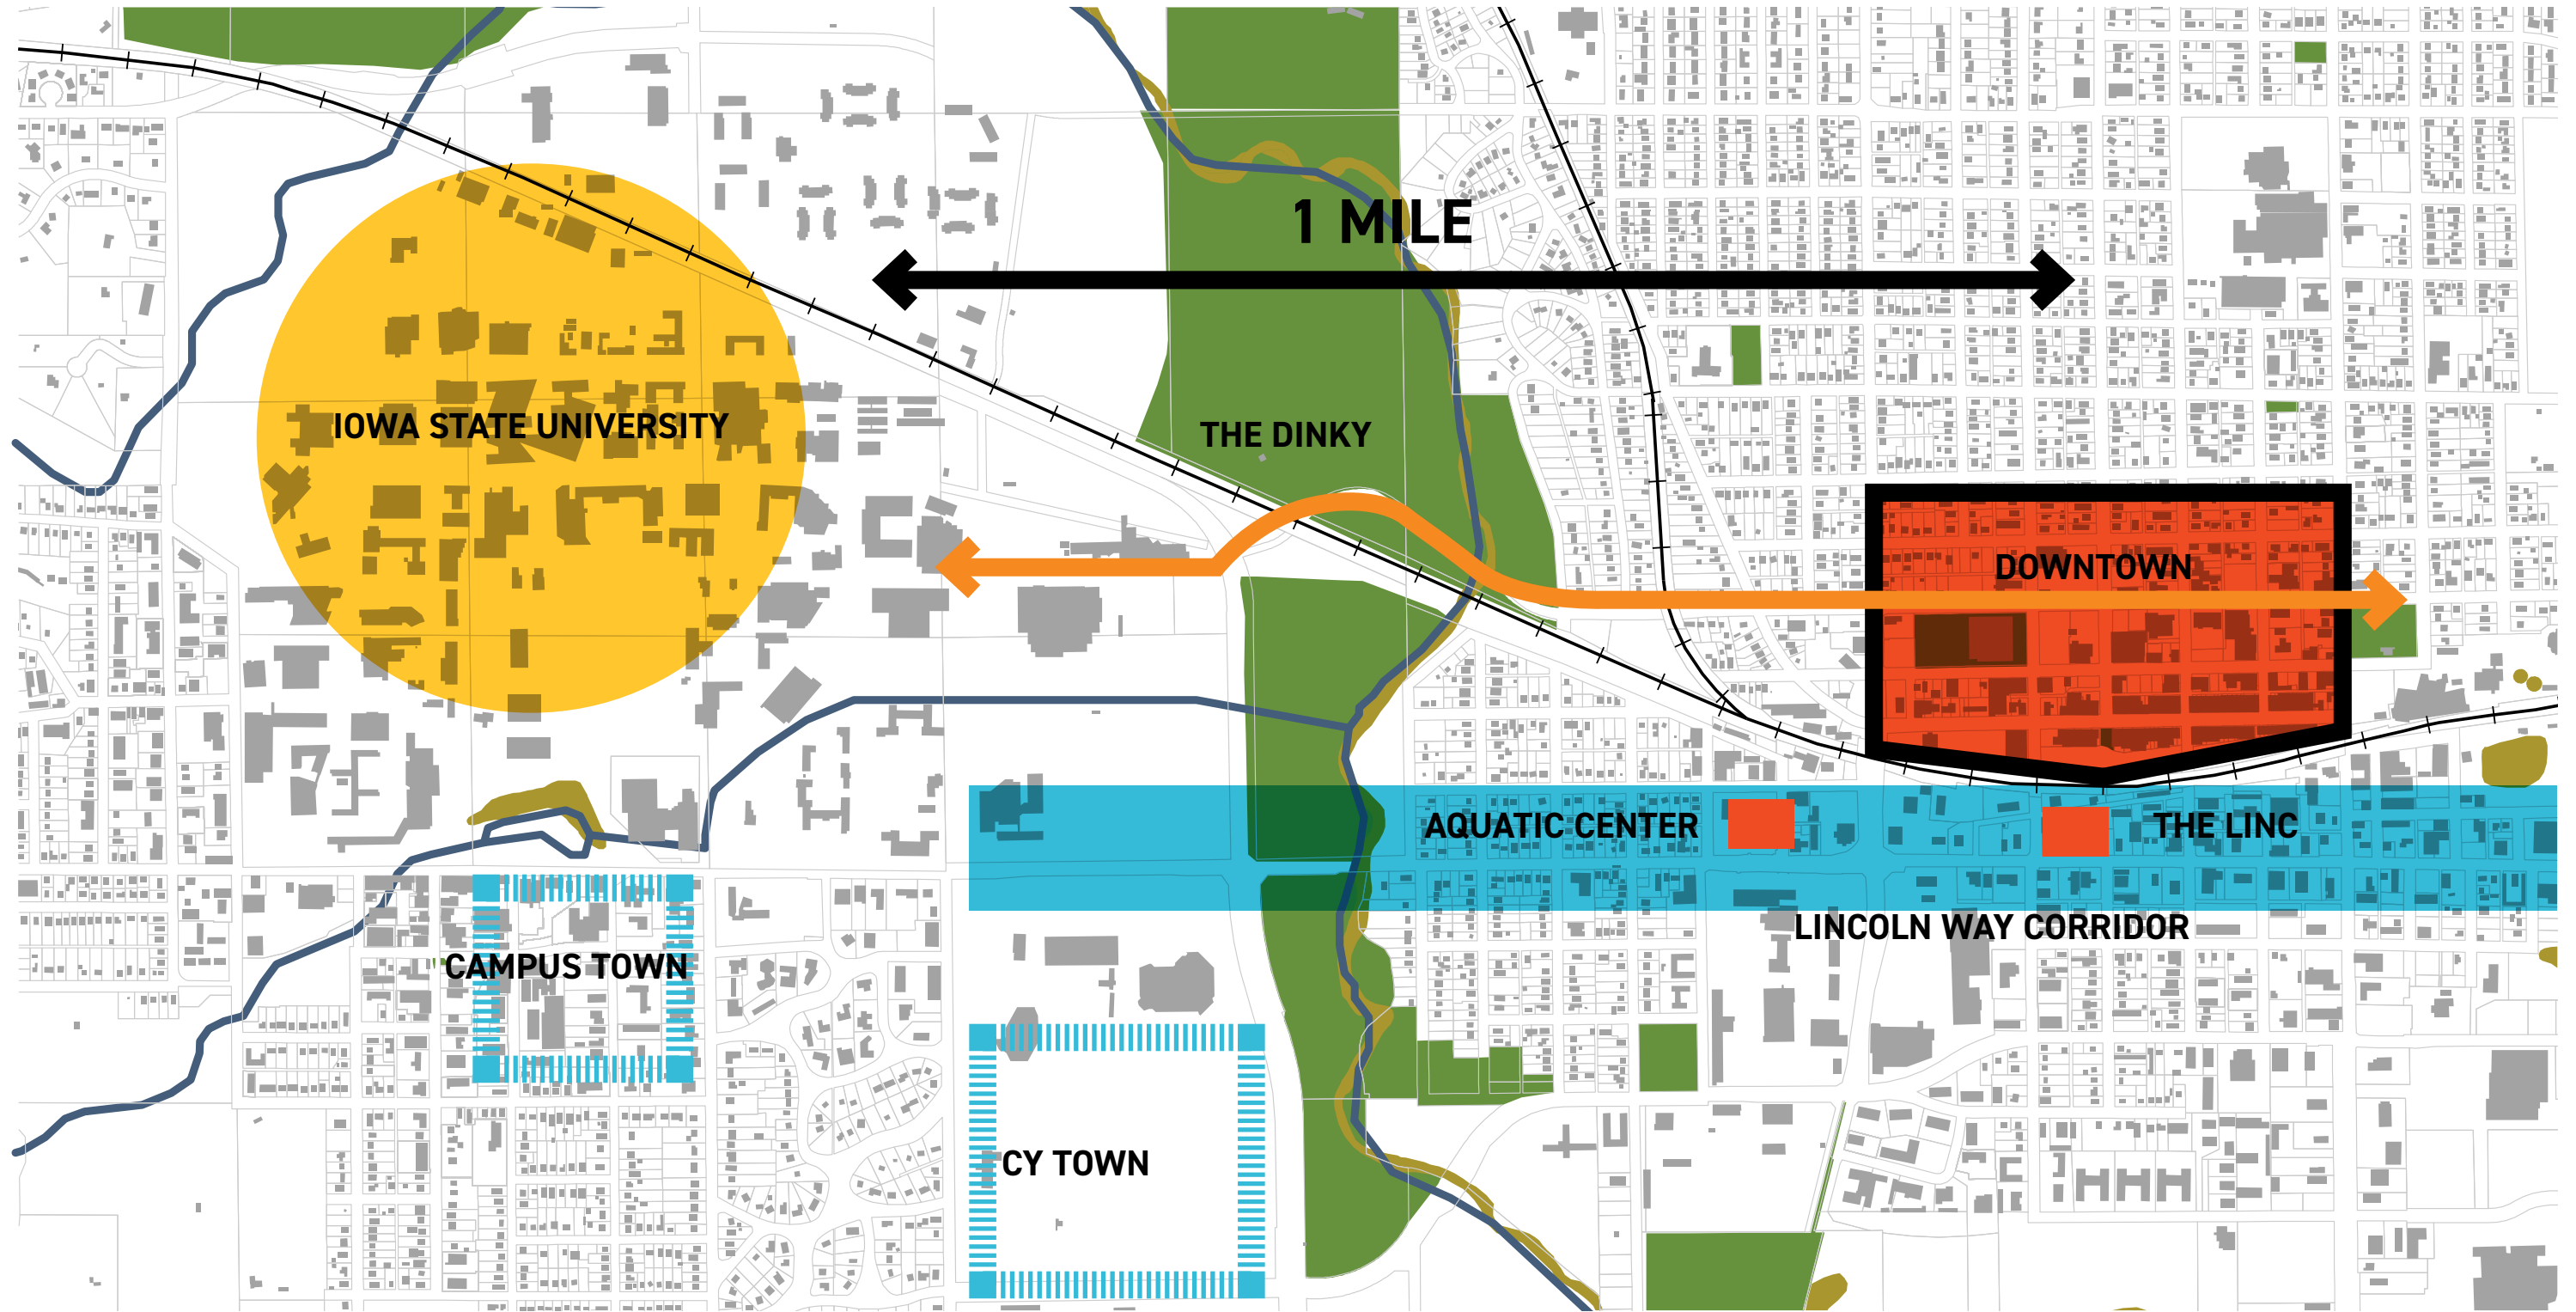 1 MILE
IOWA STATE UNIVERSITY
THE DINKY
DOWNTOWN
AQUATIC CENTER
THE LINC
LINCOLN WAY CORRIDOR
CAMPUS TOWN
CY TOWN